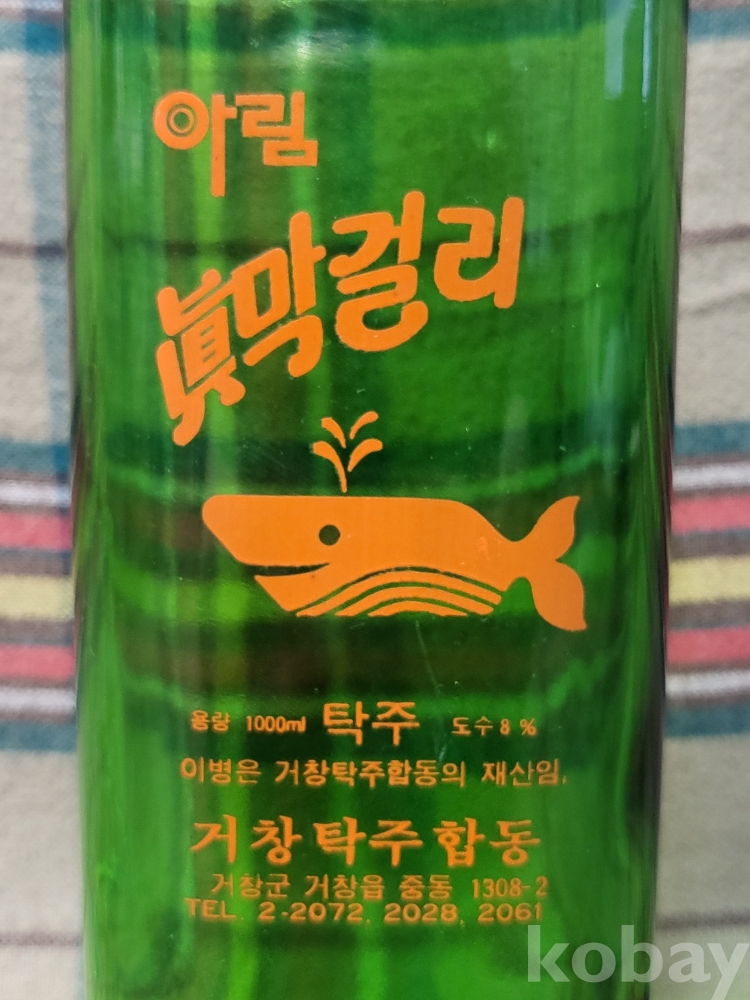 아림
眞막걸리
용량 1000ml 탁주 도수 8 %
이병은 거창탁주합동의 재산임.
거창탁주합동
거창군 거창읍 중동 1308-2
TEL. 2-2072. 2028. 2061
kobay